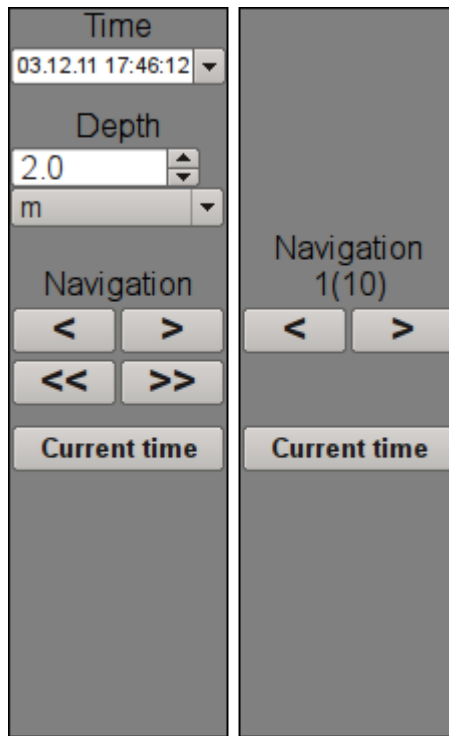 Time
03.12.11 17:46:12
Depth
2.0
m
Navigation
< >
<< >>
Current time
Navigation
1(10)
< >
Current time